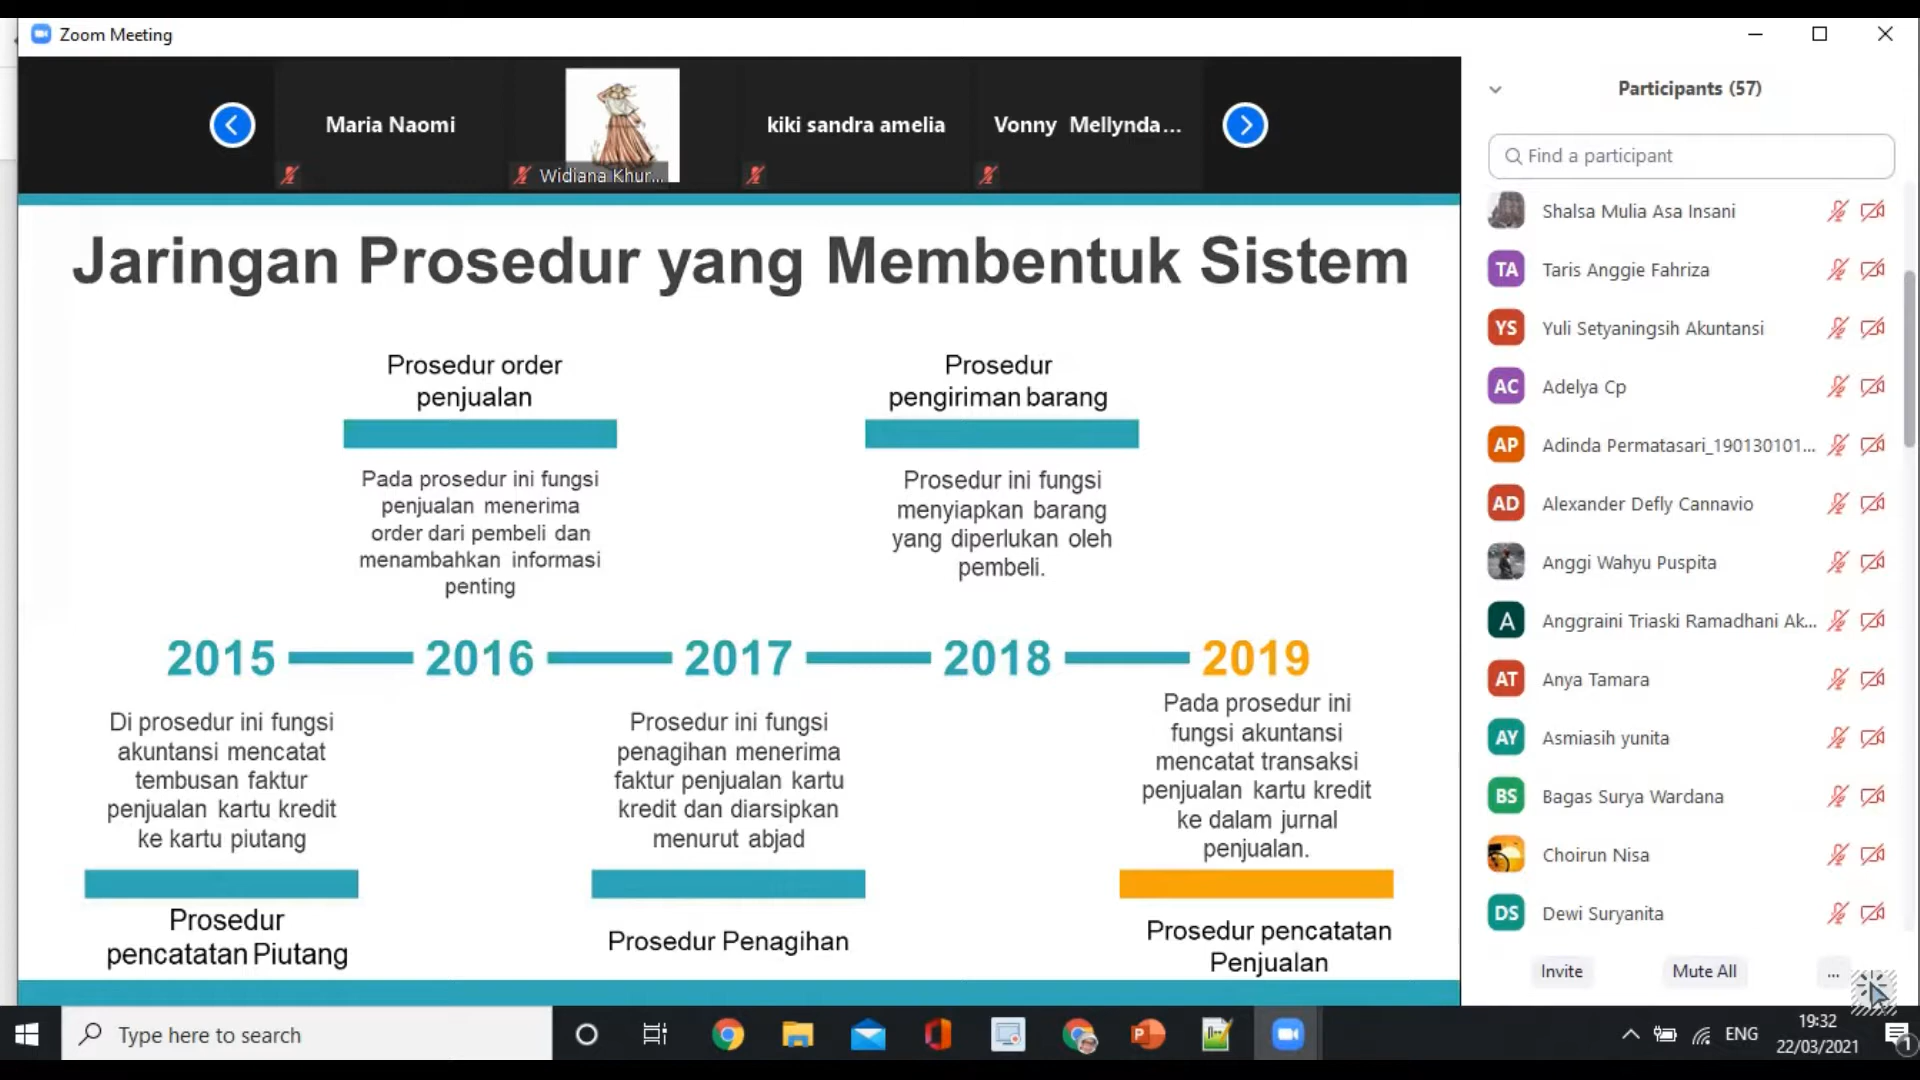 Zoom Meeting
Maria Naomi
Widiana Khur...
kiki sandra amelia
Vonny Mellynda...
Jaringan Prosedur yang Membentuk Sistem
Prosedur order
penjualan
Pada prosedur ini fungsi
penjualan menerima
order dari pembeli dan
menambahkan informasi
penting
Prosedur
pengiriman barang
Prosedur ini fungsi
menyiapkan barang
yang diperlukan oleh
pembeli.
2015 2016 2017 2018 2019
Di prosedur ini fungsi
akuntansi mencatat
tembusan faktur
penjualan kartu kredit
ke kartu piutang
Prosedur
pencatatan Piutang
Prosedur ini fungsi
penagihan menerima
faktur penjualan kartu
kredit dan diarsipkan
menurut abjad
Prosedur Penagihan
Pada prosedur ini
fungsi akuntansi
mencatat transaksi
penjualan kartu kredit
ke dalam jurnal
penjualan.
Prosedur pencatatan
Penjualan
Participants (57)
Find a participant
Shalsa Mulia Asa Insani
TA Taris Anggie Fahriza
YS Yuli Setyaningsih Akuntansi
AC Adelya Cp
AP Adinda Permatasari_190130101...
AD Alexander Defly Cannavio
Anggi Wahyu Puspita
A Anggraini Triaski Ramadhani Ak...
AT Anya Tamara
AY Asmiasih yunita
BS Bagas Surya Wardana
Choirun Nisa
DS Dewi Suryanita
Invite Mute All ...
Type here to search
ENG
19:32
22/03/2021
1